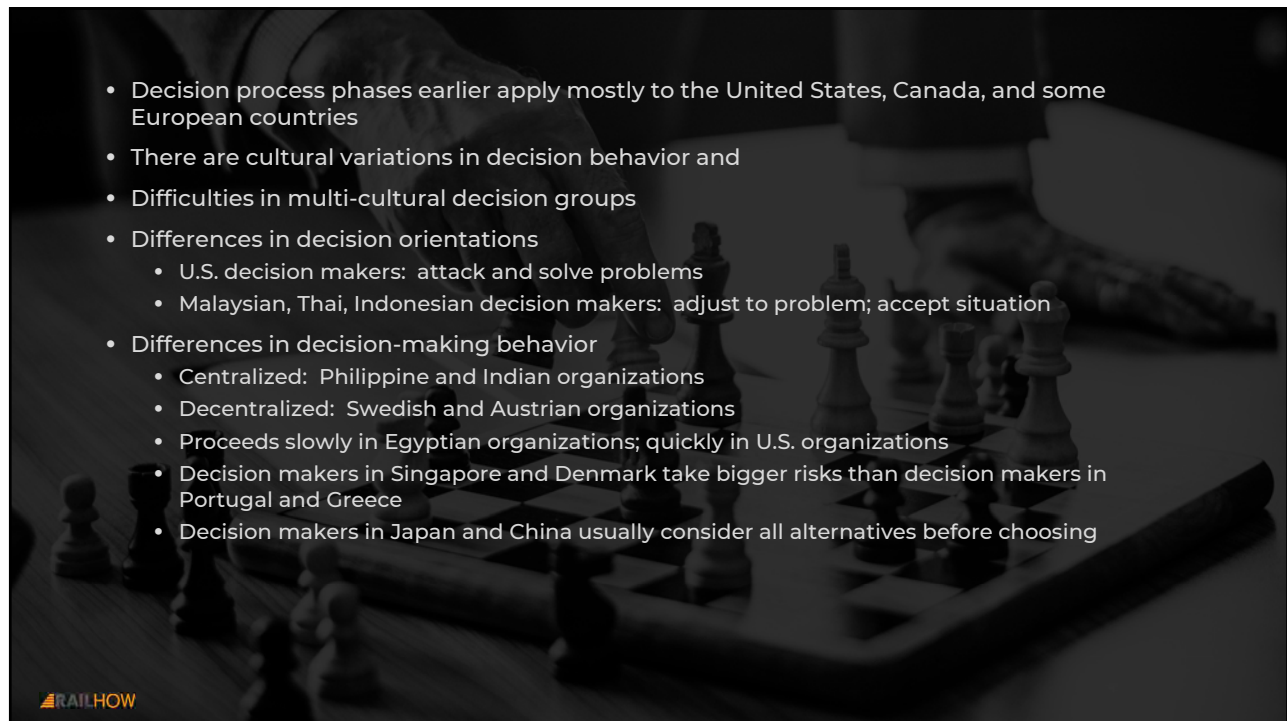 • Decision process phases earlier apply mostly to the United States, Canada, and some
European countries
• There are cultural variations in decision behavior and
• Difficulties in multi-cultural decision groups
• Differences in decision orientations
• U.S. decision makers:  attack and solve problems
• Malaysian, Thai, Indonesian decision makers:  adjust to problem; accept situation
• Differences in decision-making behavior
• Centralized:  Philippine and Indian organizations
• Decentralized:  Swedish and Austrian organizations
• Proceeds slowly in Egyptian organizations; quickly in U.S. organizations
• Decision makers in Singapore and Denmark take bigger risks than decision makers in
Portugal and Greece
• Decision makers in Japan and China usually consider all alternatives before choosing
RAILHOW